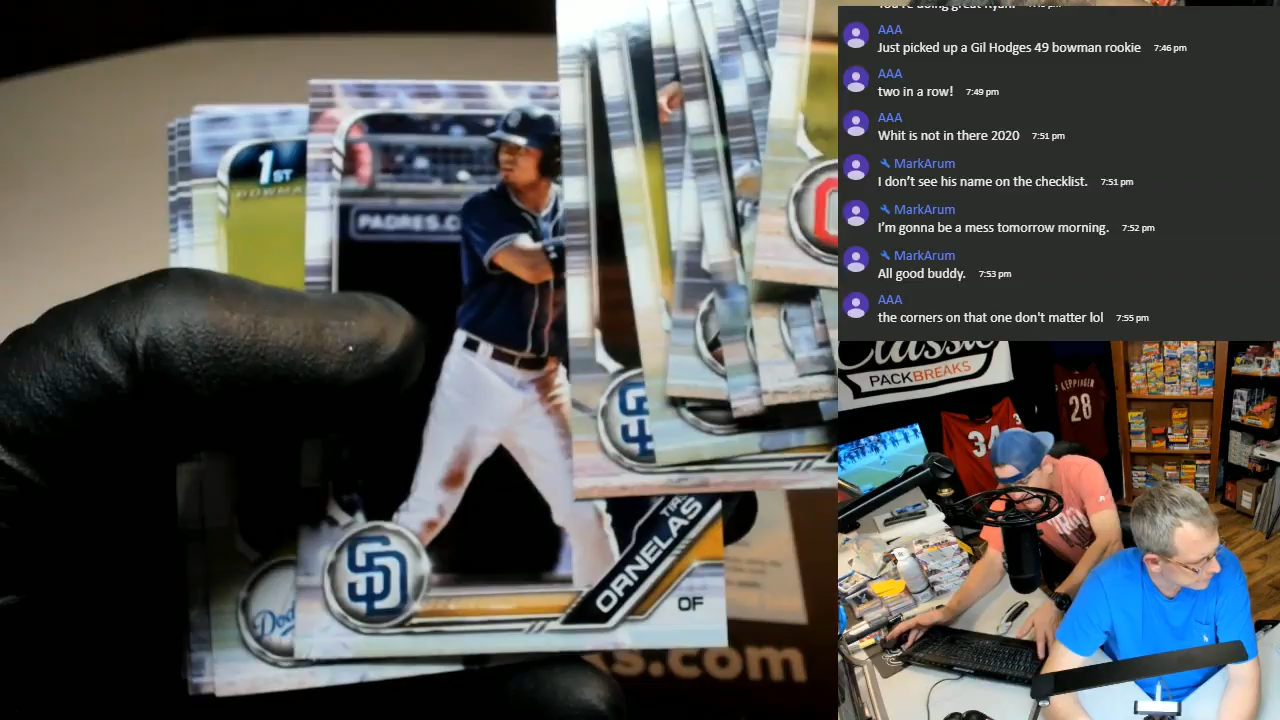 AAA
Just picked up a Gil Hodges 49 bowman rookie 7:46 pm
AAA
two in a row! 7:49 pm
AAA
Whit is not in there 2020 7:51 pm
MarkArum
I don't see his name on the checklist. 7:51 pm
MarkArum
I'm gonna be a mess tomorrow morning. 7:52 pm
MarkArum
All good buddy. 7:53 pm
AAA
the corners on that one don't matter lol 7:55 pm
1ST
PADRES.C
SD
ORNELAS
OF
s.com
Classic
PACKBREAKS
LEPPINGER
28
34